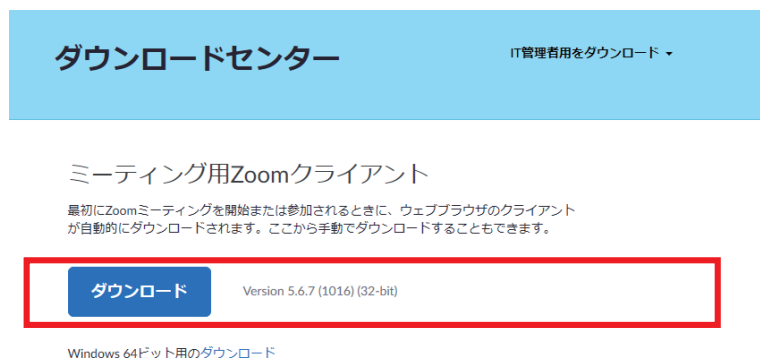 ダウンロードセンター
IT管理者用をダウンロード
ミーティング用Zoomクライアント
最初にZoomミーティングを開始または参加されるときに、ウェブブラウザのクライアント
が自動的にダウンロードされます。ここから手動でダウンロードすることもできます。
ダウンロード Version 5.6.7 (1016) (32-bit)
Windows 64ビット用のダウンロード